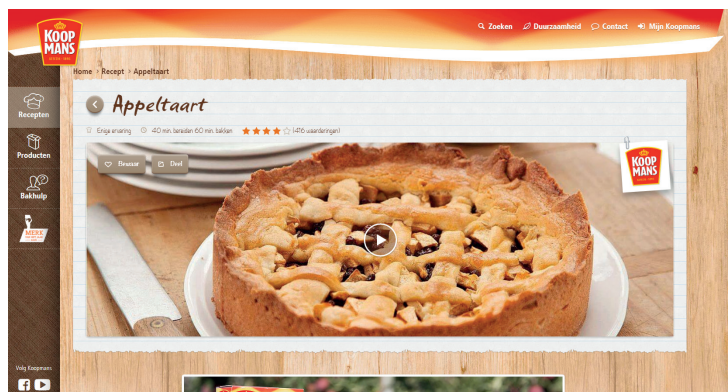 KOOP
MANS
Zoeken Duurzaamheid Contact Mijn Koopmans
Home > Recept > Appeltaart
Recepten
Producten
Bakhulp
MERK
Appeltaart
Enige ervaring 40 min. bereiden 60 min. bakken (416 waarderingen)
Bewaar Deel
KOOP
MANS
Volg Koopmans